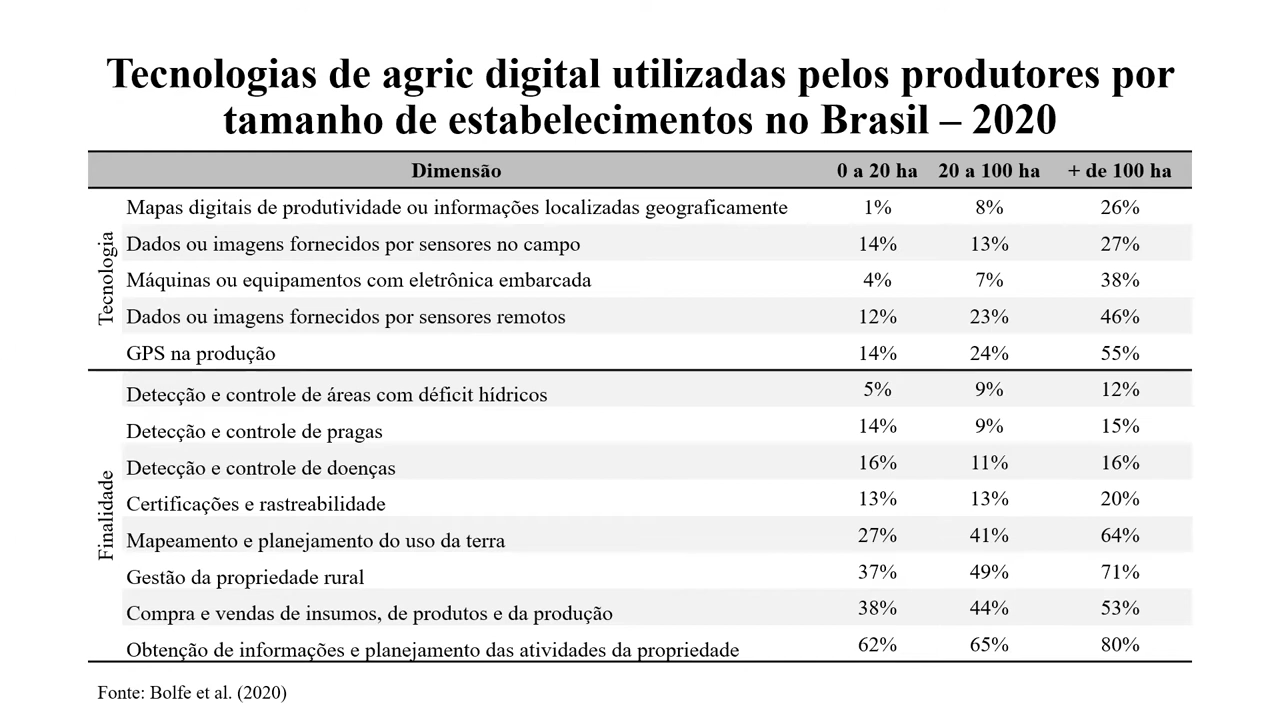 Tecnologias de agric digital utilizadas pelos produtores por
tamanho de estabelecimentos no Brasil – 2020
Dimensão 0 a 20 ha 20 a 100 ha + de 100 ha
Tecnologia
Mapas digitais de produtividade ou informações localizadas geograficamente 1% 8% 26%
Dados ou imagens fornecidos por sensores no campo 14% 13% 27%
Máquinas ou equipamentos com eletrônica embarcada 4% 7% 38%
Dados ou imagens fornecidos por sensores remotos 12% 23% 46%
GPS na produção 14% 24% 55%
Finalidade
Detecção e controle de áreas com déficit hídricos 5% 9% 12%
Detecção e controle de pragas 14% 9% 15%
Detecção e controle de doenças 16% 11% 16%
Certificações e rastreabilidade 13% 13% 20%
Mapeamento e planejamento do uso da terra 27% 41% 64%
Gestão da propriedade rural 37% 49% 71%
Compra e vendas de insumos, de produtos e da produção 38% 44% 53%
Obtenção de informações e planejamento das atividades da propriedade 62% 65% 80%
Fonte: Bolfe et al. (2020)